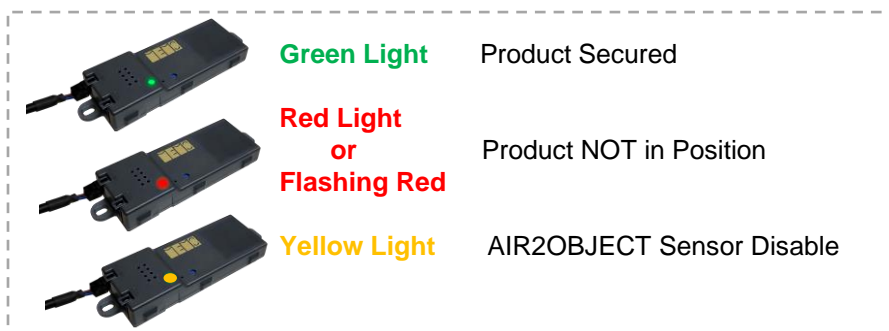 Green Light Product Secured
Red Light
or
Flashing Red
Product NOT in Position
Yellow Light AIR2OBJECT Sensor Disable